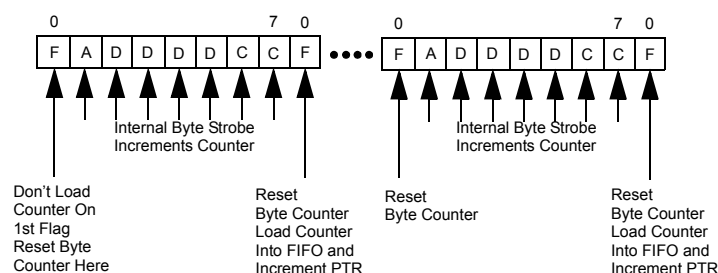 0 7 0 0 7 0
F A D D D D C C F F A D D D D C C F
Internal Byte Strobe
Increments Counter
Internal Byte Strobe
Increments Counter
Don't Load
Counter On
1st Flag
Reset Byte
Counter Here
Reset
Byte Counter
Load Counter
Into FIFO and
Increment PTR
Reset
Byte Counter
Reset
Byte Counter
Load Counter
Into FIFO and
Increment PTR